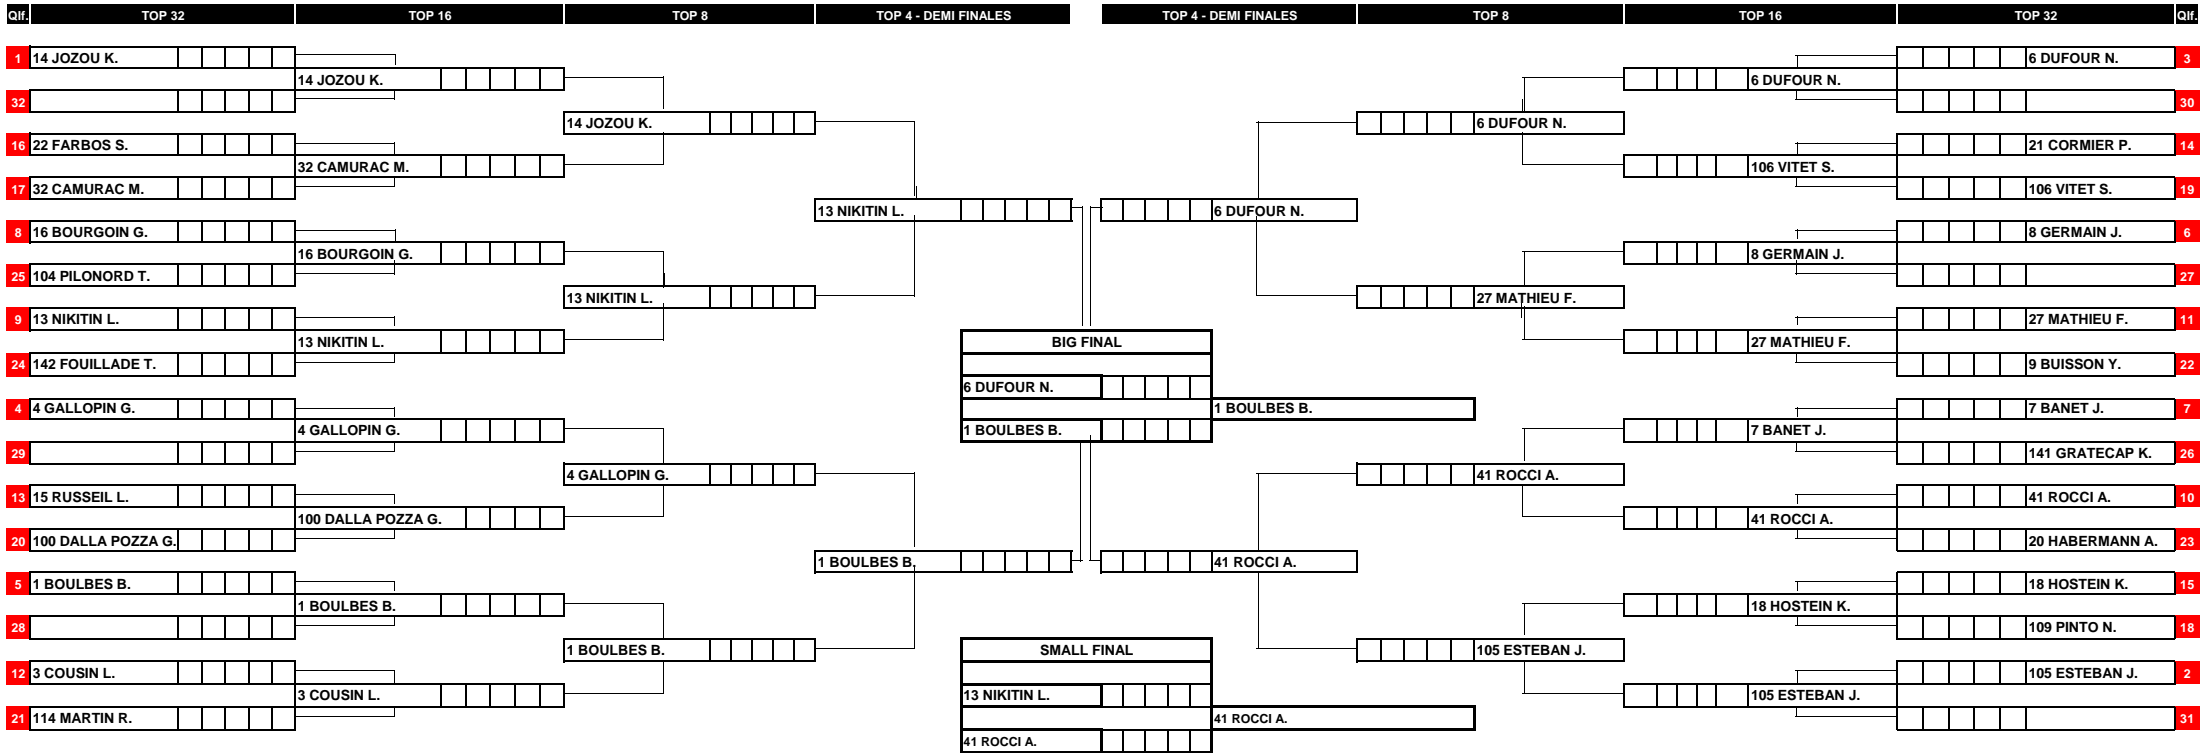 Qlf. TOP 32 TOP 16 TOP 8 TOP 4 - DEMI FINALES TOP 4 - DEMI FINALES TOP 8 TOP 16 TOP 32 Qlf.
1 14 JOZOU K. 6 DUFOUR N. 3
14 JOZOU K. 6 DUFOUR N.
32 30
14 JOZOU K. 6 DUFOUR N.
16 22 FARBOS S. 21 CORMIER P. 14
32 CAMURAC M. 106 VITET S.
17 32 CAMURAC M. 106 VITET S. 19
13 NIKITIN L. 6 DUFOUR N.
8 16 BOURGOIN G. 8 GERMAIN J. 6
16 BOURGOIN G. 8 GERMAIN J.
25 104 PILONORD T. 27
13 NIKITIN L. 27 MATHIEU F.
9 13 NIKITIN L. 27 MATHIEU F. 11
13 NIKITIN L. BIG FINAL 27 MATHIEU F.
24 142 FOUILLADE T. 9 BUISSON Y. 22
6 DUFOUR N.
4 4 GALLOPIN G. 1 BOULBES B. 7 BANET J. 7
4 GALLOPIN G. 1 BOULBES B. 7 BANET J.
29 141 GRATECAP K. 26
4 GALLOPIN G. 41 ROCCI A.
13 15 RUSSEIL L. 41 ROCCI A. 10
100 DALLA POZZA G. 41 ROCCI A.
20 100 DALLA POZZA G. 20 HABERMANN A. 23
1 BOULBES B. 41 ROCCI A.
5 1 BOULBES B. 18 HOSTEIN K. 15
1 BOULBES B. 18 HOSTEIN K.
28 109 PINTO N. 18
1 BOULBES B. SMALL FINAL 105 ESTEBAN J.
12 3 COUSIN L. 105 ESTEBAN J. 2
3 COUSIN L. 13 NIKITIN L. 105 ESTEBAN J.
21 114 MARTIN R. 41 ROCCI A. 31
41 ROCCI A.